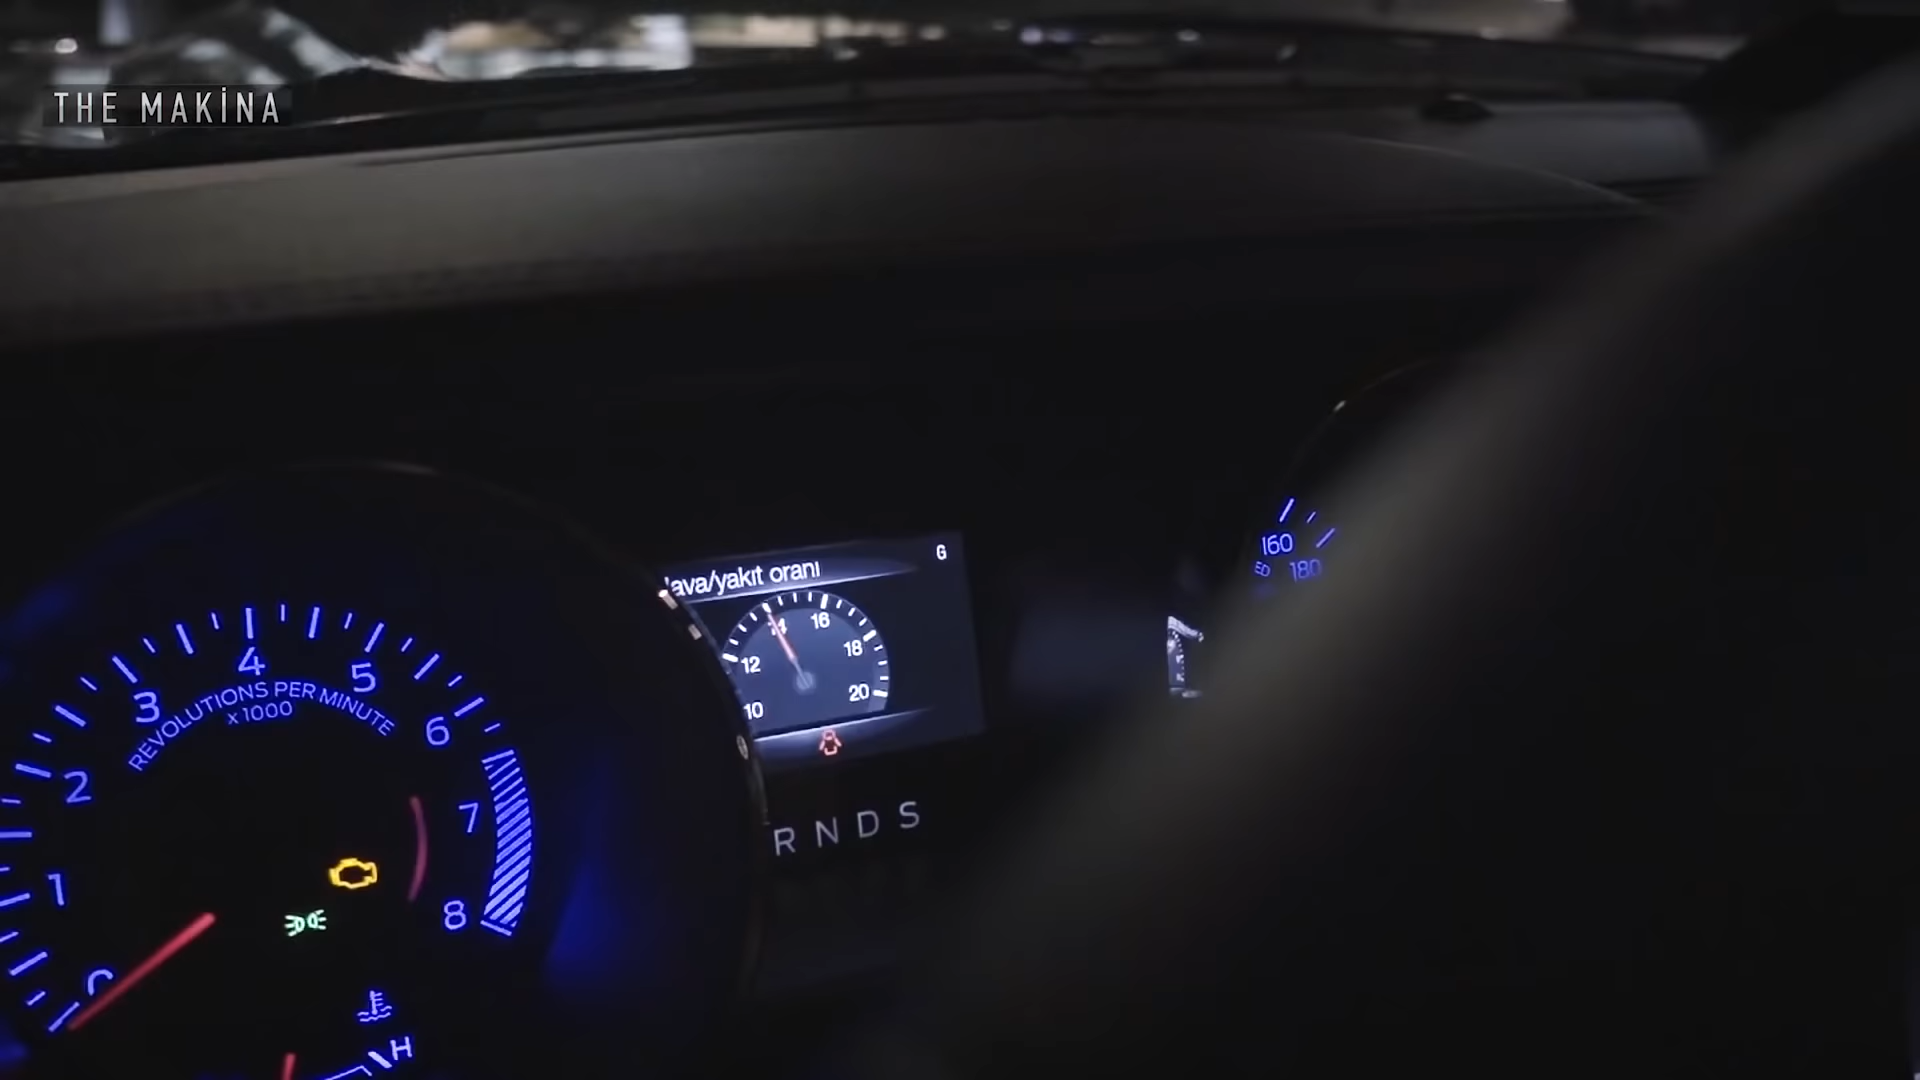 THE MAKİNA
G
ava/yakıt oranı
14
16
12
18
20
10
160
180
4
5
3
REVOLUTIONS PER MINUTE
x1000
6
2
7
R N D S
1
8
H